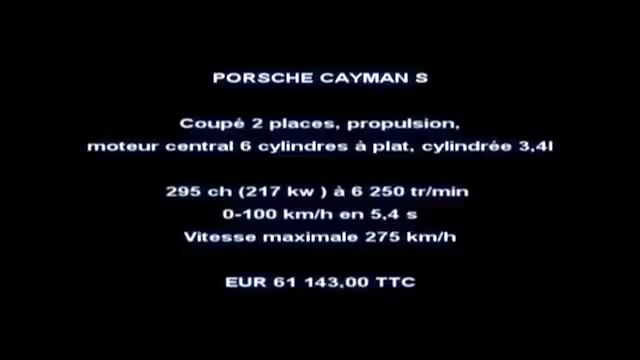 PORSCHE CAYMAN S
Coupé 2 places, propulsion,
moteur central 6 cylindres à plat, cylindrée 3,4l
295 ch (217 kw ) à 6 250 tr/min
0-100 km/h en 5,4 s
Vitesse maximale 275 km/h
EUR 61 143,00 TTC